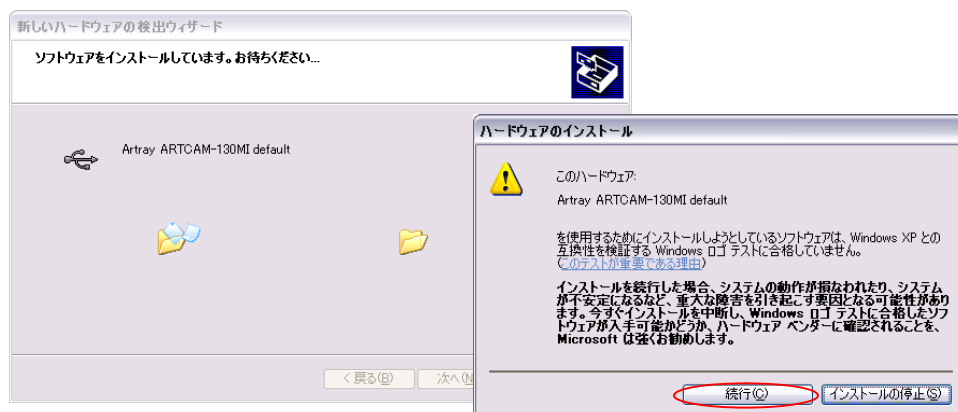 新しいハードウェアの検出ウィザード
ソフトウェアをインストールしています。お待ちください...
Artray ARTCAM-130MI default
< 戻る(B)
次へ(N
ハードウェアのインストール
このハードウェア:
Artray ARTCAM-130MI default
を使用するためにインストールしようとしているソフトウェアは、Windows XP との
互換性を検証する Windows ロゴ テストに合格していません。
(このテストが重要である理由)
インストールを続行した場合、システムの動作が損なわれたり、システム
が不安定になるなど、重大な障害を引き起こす要因となる可能性があり
ます。今すぐインストールを中断し、Windows ロゴ テストに合格したソフ
トウェアが入手可能かどうか、ハードウェア ベンダーに確認されることを、
Microsoft は強くお勧めします。
続行(C)
インストールの停止(S)